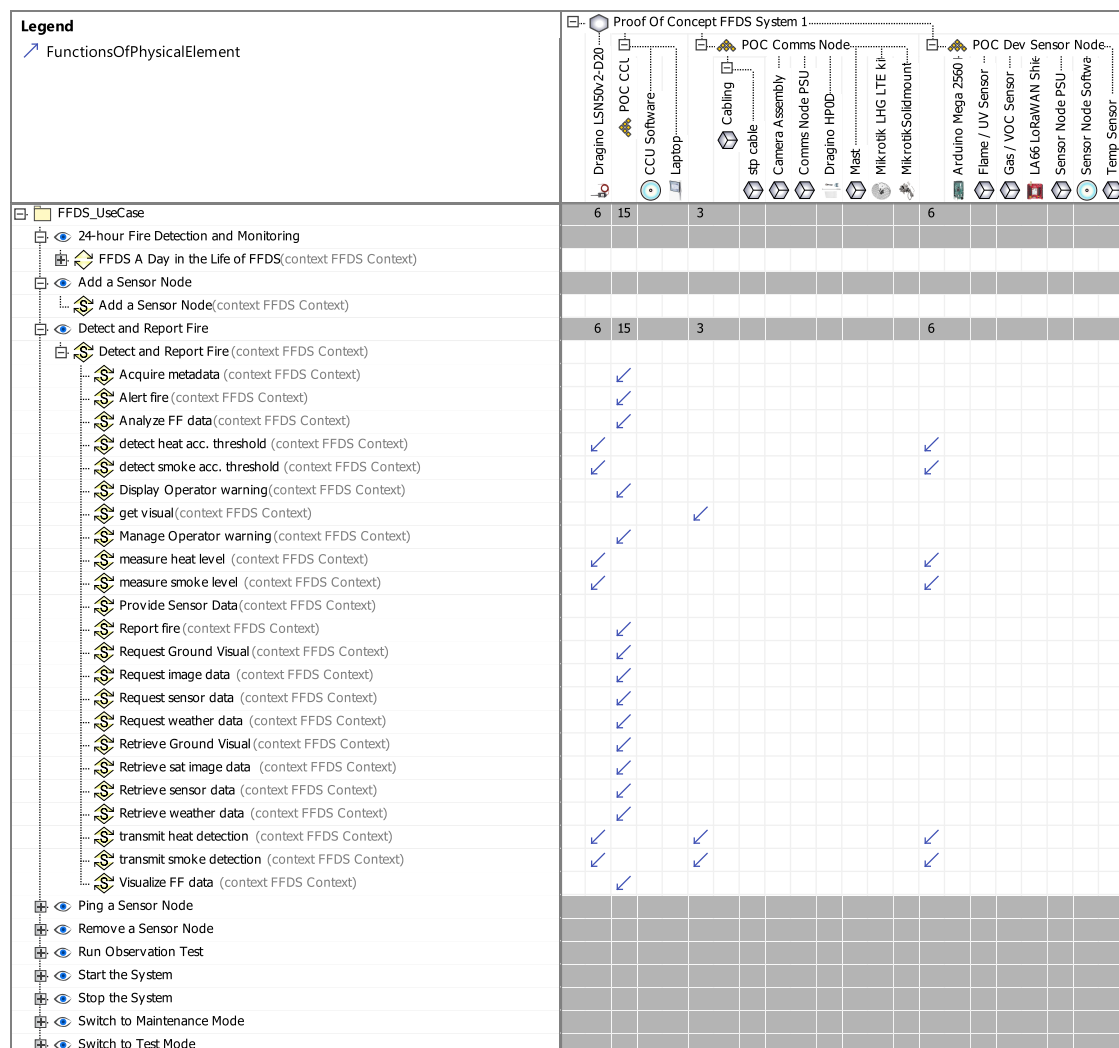 Legend
FunctionsOfPhysicalElement
Proof Of Concept FFDS System 1
POC Comms Node
POC Dev Sensor Node
Dragino LSN50v2-D20
POC CCU
CCU Software
Laptop
Cabling
stp cable
Camera Assembly
Comms Node PSU
Dragino HP0D
Mast
Mikrotik LHG LTE kit
MikrotikSolidmount
Arduino Mega 2560
Flame / UV Sensor
Gas / VOC Sensor
LA66 LoRaWAN Shie
Sensor Node PSU
Sensor Node Softwa
Temp Sensor
FFDS_UseCase 6 15 3 6
24-hour Fire Detection and Monitoring
FFDS A Day in the Life of FFDS(context FFDS Context)
Add a Sensor Node
Add a Sensor Node(context FFDS Context)
Detect and Report Fire 6 15 3 6
Detect and Report Fire (context FFDS Context)
Acquire metadata (context FFDS Context)
Alert fire (context FFDS Context)
Analyze FF data(context FFDS Context)
detect heat acc. threshold (context FFDS Context)
detect smoke acc. threshold (context FFDS Context)
Display Operator warning(context FFDS Context)
get visual(context FFDS Context)
Manage Operator warning(context FFDS Context)
measure heat level (context FFDS Context)
measure smoke level (context FFDS Context)
Provide Sensor Data(context FFDS Context)
Report fire (context FFDS Context)
Request Ground Visual (context FFDS Context)
Request image data (context FFDS Context)
Request sensor data (context FFDS Context)
Request weather data (context FFDS Context)
Retrieve Ground Visual (context FFDS Context)
Retrieve sat image data (context FFDS Context)
Retrieve sensor data (context FFDS Context)
Retrieve weather data (context FFDS Context)
transmit heat detection (context FFDS Context)
transmit smoke detection (context FFDS Context)
Visualize FF data (context FFDS Context)
Ping a Sensor Node
Remove a Sensor Node
Run Observation Test
Start the System
Stop the System
Switch to Maintenance Mode
Switch to Test Mode